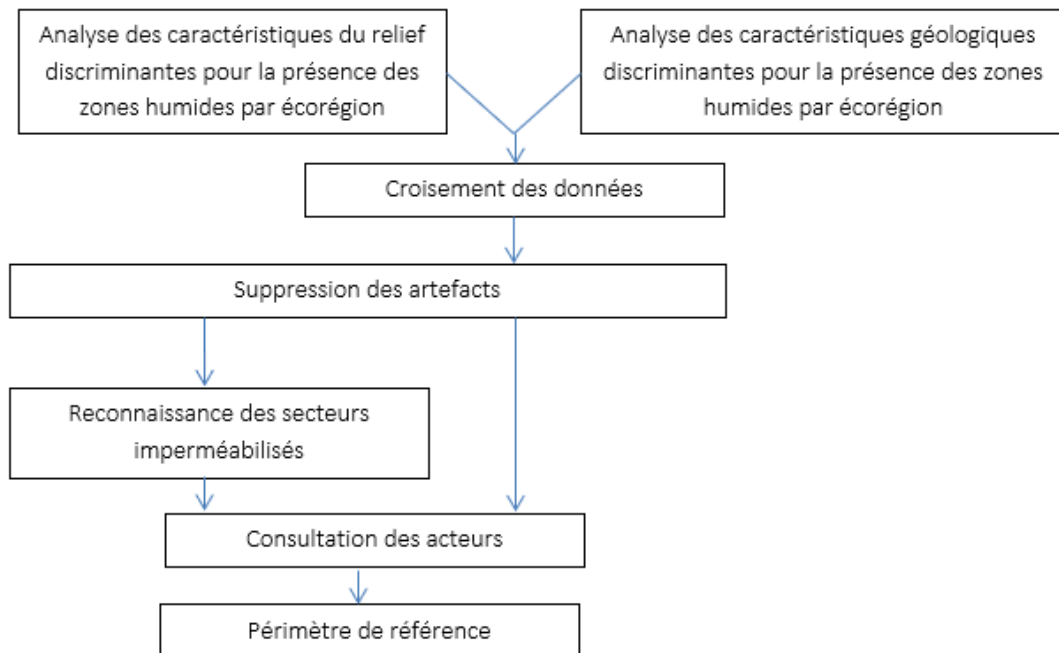 Analyse des caractéristiques du relief
discriminantes pour la présence des
zones humides par écorégion
Analyse des caractéristiques géologiques
discriminantes pour la présence des zones
humides par écorégion
Croisement des données
Suppression des artefacts
Reconnaissance des secteurs
imperméabilisés
Consultation des acteurs
Périmètre de référence